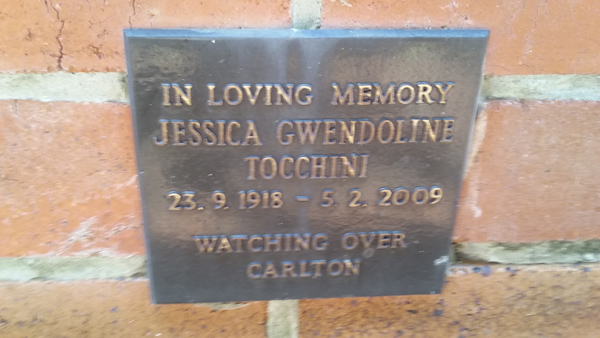 IN LOVING MEMORY
JESSICA GWENDOLINE
TOCCHINI
23. 9. 1918 - 5. 2. 2009
WATCHING OVER
CARLTON